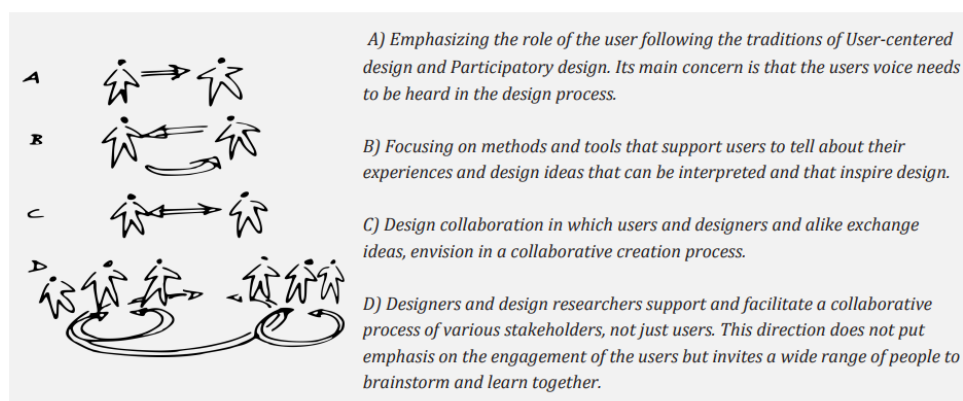 A) Emphasizing the role of the user following the traditions of User-centered
design and Participatory design. Its main concern is that the users voice needs
to be heard in the design process.
B) Focusing on methods and tools that support users to tell about their
experiences and design ideas that can be interpreted and that inspire design.
C) Design collaboration in which users and designers and alike exchange
ideas, envision in a collaborative creation process.
D) Designers and design researchers support and facilitate a collaborative
process of various stakeholders, not just users. This direction does not put
emphasis on the engagement of the users but invites a wide range of people to
brainstorm and learn together.
A
B
C
D